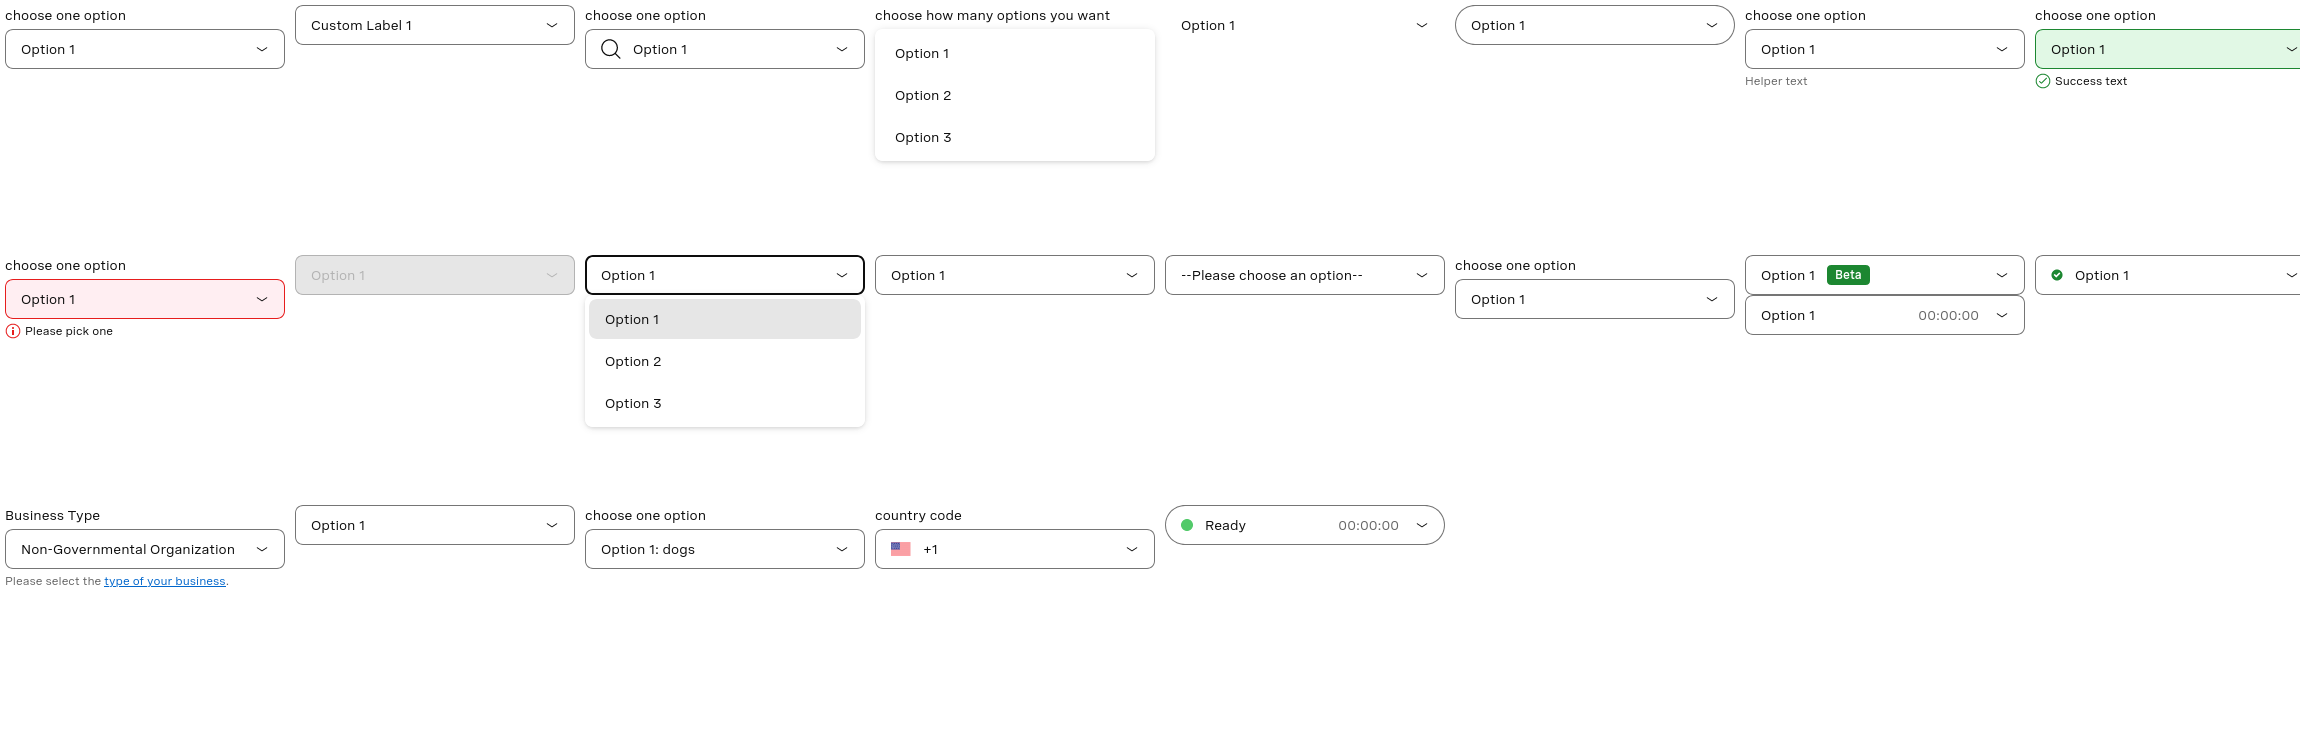 choose one option
Option 1
Custom Label 1
choose one option
Option 1
choose how many options you want
Option 1
Option 2
Option 3
Option 1
Option 1
choose one option
Option 1
Helper text
choose one option
Option 1
Success text
choose one option
Option 1
Please pick one
Option 1
Option 1
Option 1
Option 2
Option 3
Option 1
--Please choose an option--
choose one option
Option 1
Option 1 Beta
Option 1 00:00:00
Option 1
Business Type
Non-Governmental Organization
Please select the type of your business.
Option 1
choose one option
Option 1: dogs
country code
+1
Ready 00:00:00